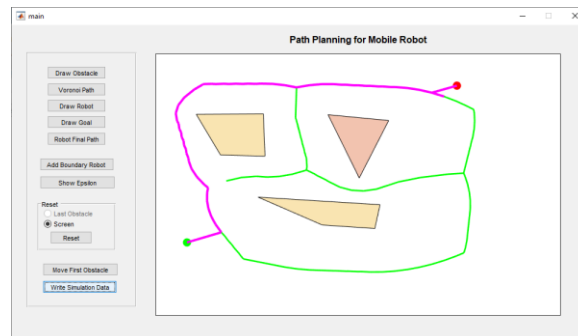 main
Path Planning for Mobile Robot
Draw Obstacle
Voronoi Path
Draw Robot
Draw Goal
Robot Final Path
Add Boundary Robot
Show Epsilon
Reset
Last Obstacle
Screen
Reset
Move First Obstacle
Write Simulation Data